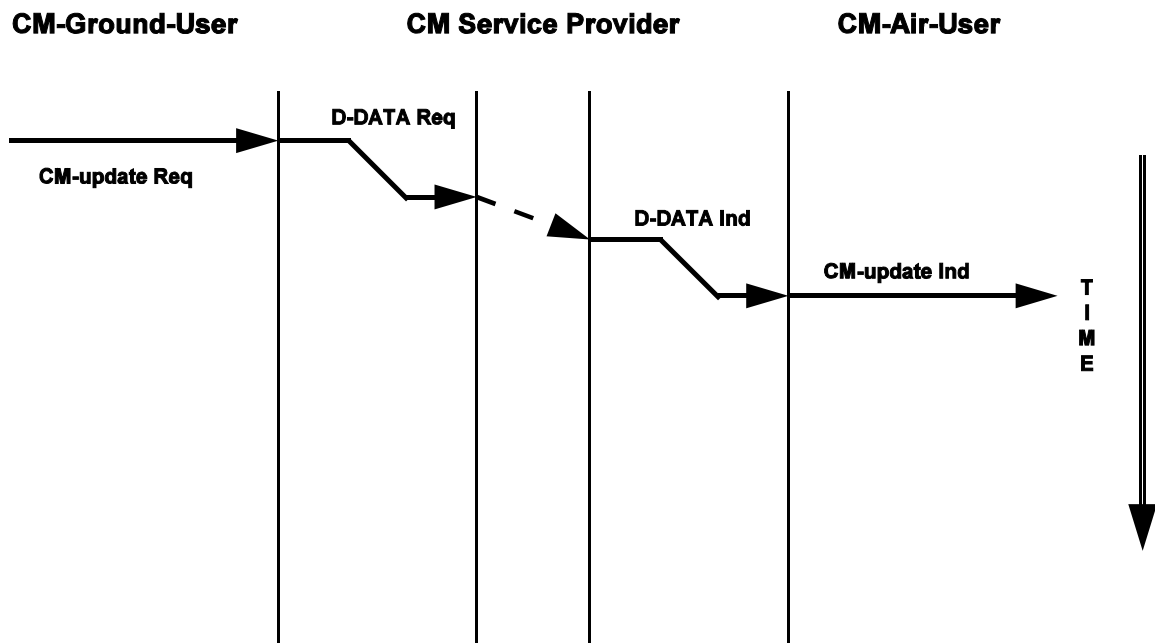 CM-Ground-User
CM Service Provider
CM-Air-User
D-DATA Req
CM-update Req
D-DATA Ind
CM-update Ind
T
I
M
E